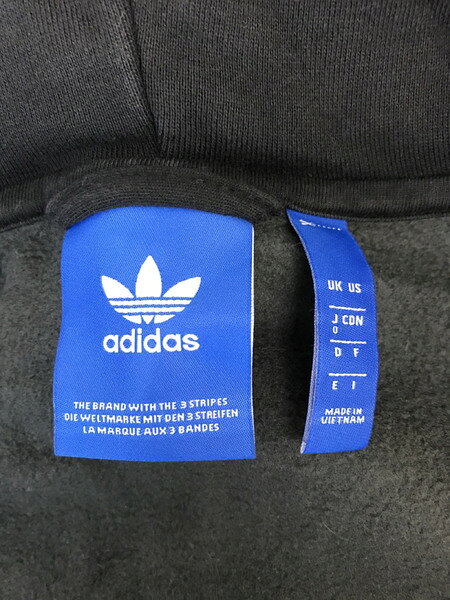 adidas
THE BRAND WITH THE 3 STRIPES
DIE WELTMARKE MIT DEN 3 STREIFEN
LA MARQUE AUX 3 BANDES
UK US
J CDN
O
D F
E I
MADE IN
VIETNAM